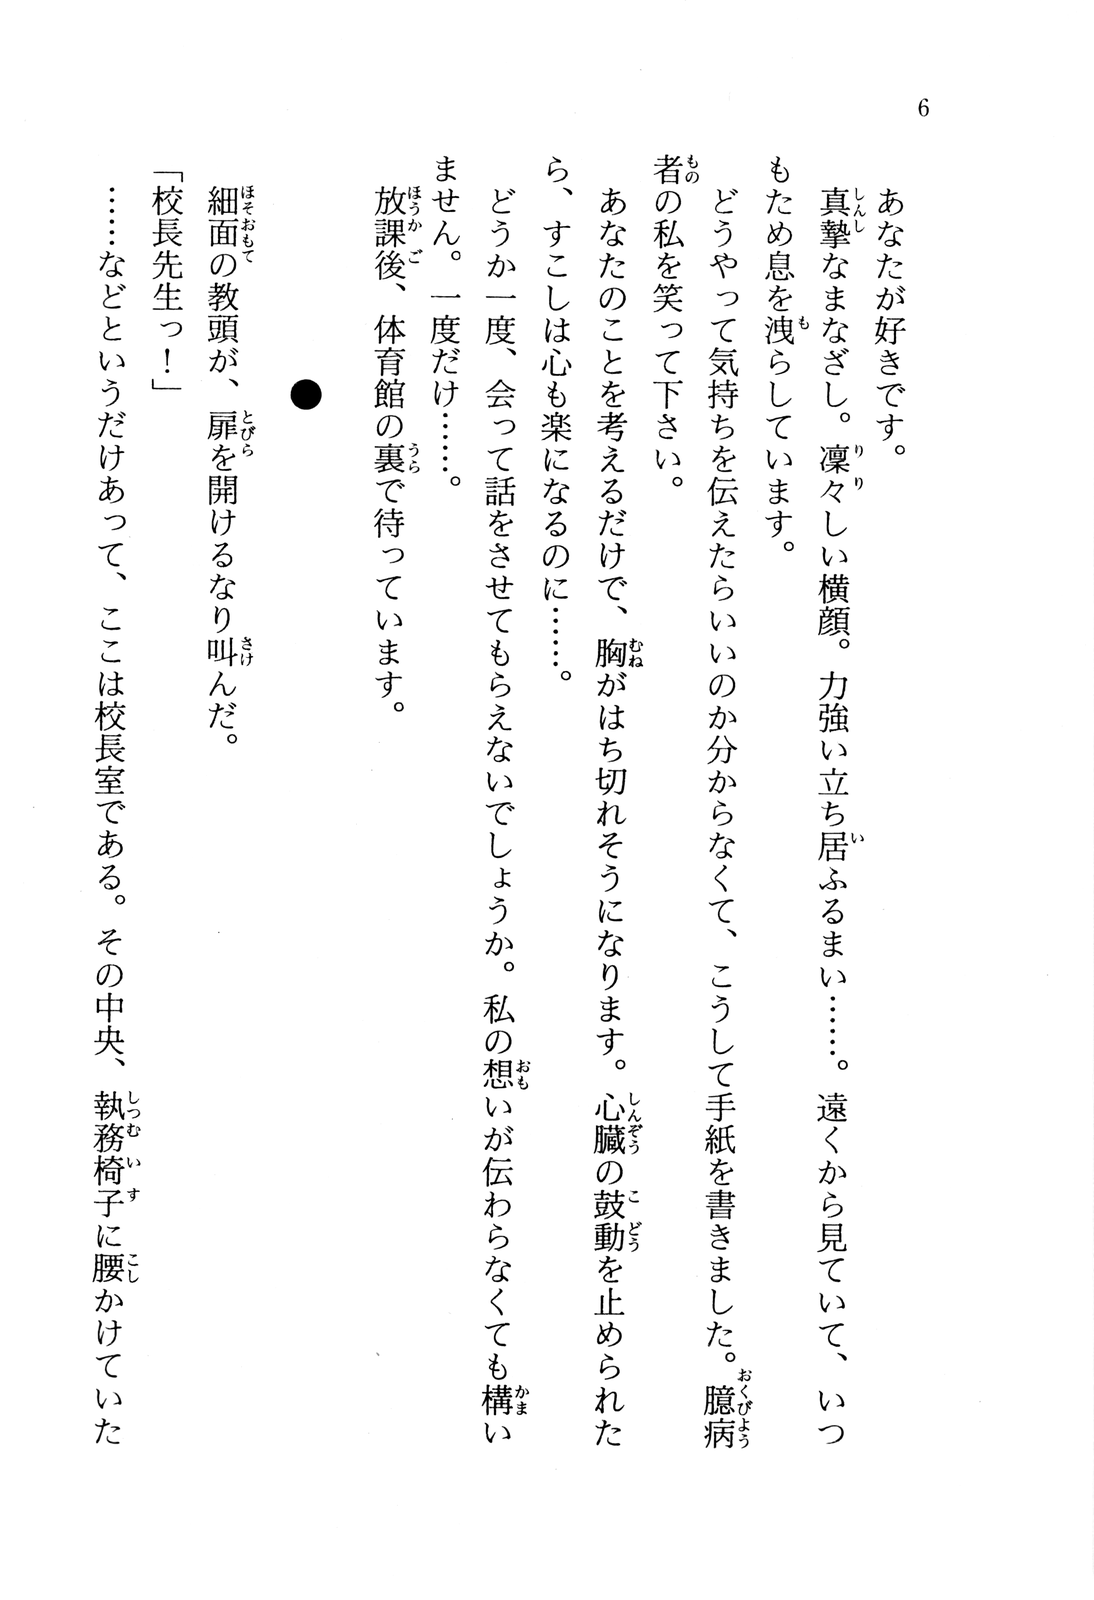 6
あなたが好きです。
真摯なまなざし。凜々しい横顔。力強い立ち居ふるまい……。遠くから見ていて、いつ
もため息を洩らしています。
どうやって気持ちを伝えたらいいのか分からなくて、こうして手紙を書きました。臆病
者の私を笑って下さい。
あなたのことを考えるだけで、胸がはち切れそうになります。心臓の鼓動を止められた
ら、すこしは心も楽になるのに……。
どうか一度、会って話をさせてもらえないでしょうか。私の想いが伝わらなくても構い
ません。一度だけ……。
放課後、体育館の裏で待っています。
●
細面の教頭が、扉を開けるなり叫んだ。
「校長先生っ！」
……などというだけあって、ここは校長室である。その中央、執務椅子に腰かけていた